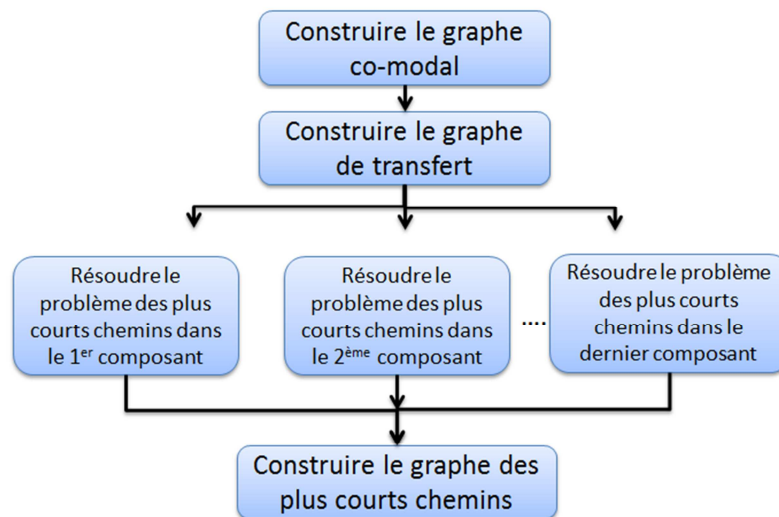 Construire le graphe
co-modal
Construire le graphe
de transfert
Résoudre le
problème des plus
courts chemins dans
le 1er composant
Résoudre le
problème des plus
courts chemins dans
le 2ème composant
....
Résoudre le problème
des plus courts
chemins dans le
dernier composant
Construire le graphe des
plus courts chemins